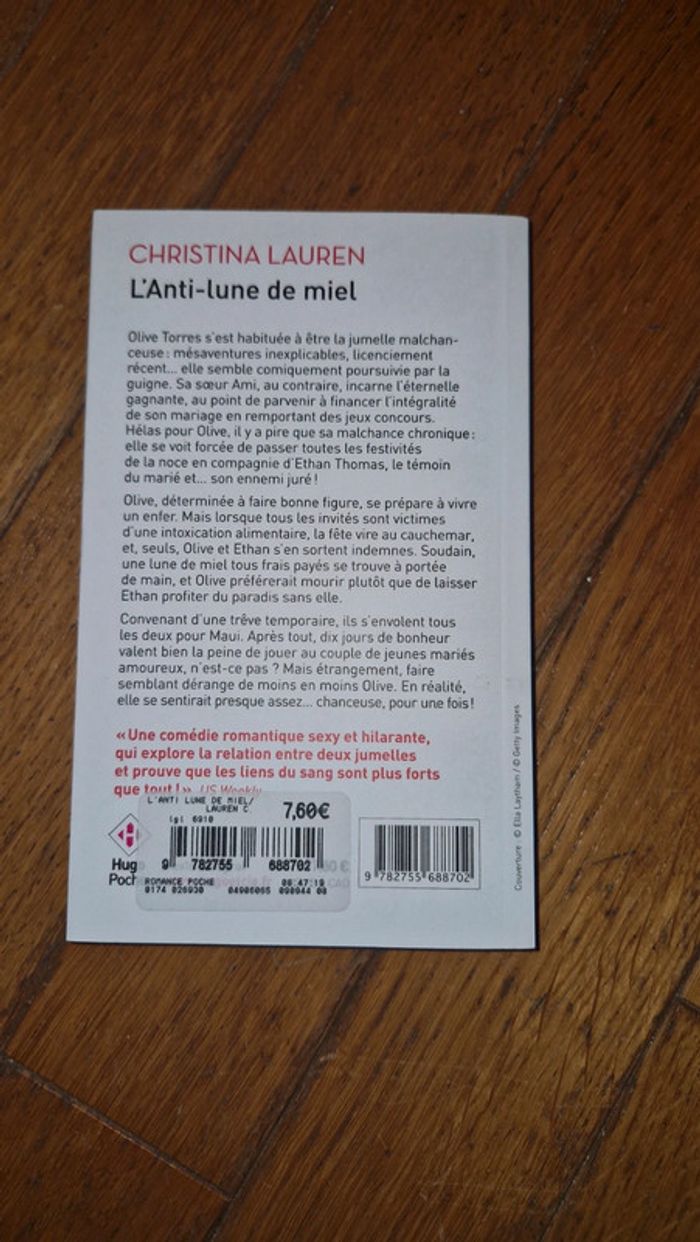 CHRISTINA LAUREN
L'Anti-lune de miel
Olive Torres s'est habituée à être la jumelle malchan-
ceuse : mésaventures inexplicables, licenciement
récent... elle semble comiquement poursuivie par la
guigne. Sa sœur Ami, au contraire, incarne l'éternelle
gagnante, au point de parvenir à financer l'intégralité
de son mariage en remportant des jeux concours.
Hélas pour Olive, il y a pire que sa malchance chronique :
elle se voit forcée de passer toutes les festivités
de la noce en compagnie d'Ethan Thomas, le témoin
du marié et... son ennemi juré !
Olive, déterminée à faire bonne figure, se prépare à vivre
un enfer. Mais lorsque tous les invités sont victimes
d'une intoxication alimentaire, la fête vire au cauchemar,
et, seuls, Olive et Ethan s'en sortent indemnes. Soudain,
une lune de miel tous frais payés se trouve à portée
de main, et Olive préférerait mourir plutôt que de laisser
Ethan profiter du paradis sans elle.
Convenant d'une trêve temporaire, ils s'envolent tous
les deux pour Maui. Après tout, dix jours de bonheur
valent bien la peine de jouer au couple de jeunes mariés
amoureux, n'est-ce pas ? Mais étrangement, faire
semblant dérange de moins en moins Olive. En réalité,
elle se sentirait presque assez... chanceuse, pour une fois !
« Une comédie romantique sexy et hilarante,
qui explore la relation entre deux jumelles
et prouve que les liens du sang sont plus forts
que tout ! » US Weekly
L'ANTI LUNE DE MIEL/
LAUREN C
7,60€
lgl 6910
9 782755 688702
ROMANCE POCHE 06:47:19
Hug
Poch
9 782755 688702
Couverture : © Ella Laytham / © Getty Images